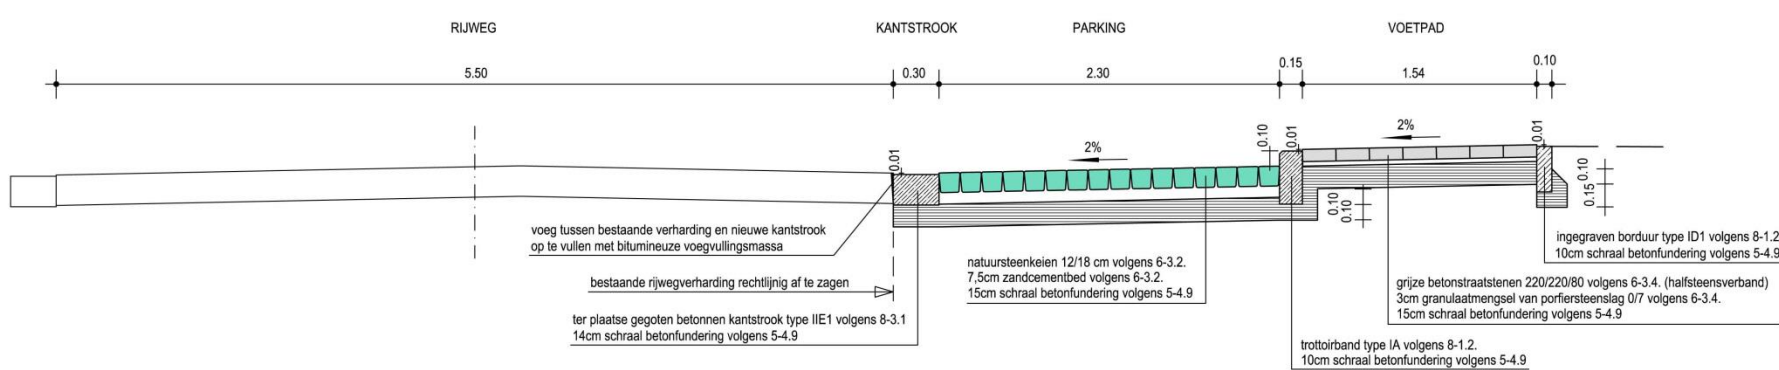 RIJWEG KANTSTROOK PARKING VOETPAD
5.50 0.30 2.30 0.15 1.54 0.10
0.01 2% 0.10 0.01 2% 0.01
0.10
0.15
0.10
0.10
voeg tussen bestaande verharding en nieuwe kantstrook
op te vullen met bitumineuze voegvullingsmassa
bestaande rijwegverharding rechtlijnig af te zagen
ter plaatse gegoten betonnen kantstrook type IIE1 volgens 8-3.1
14cm schraal betonfundering volgens 5-4.9
natuursteenkeien 12/18 cm volgens 6-3.2.
7,5cm zandcementbed volgens 6-3.2.
15cm schraal betonfundering volgens 5-4.9
ingegraven borduur type ID1 volgens 8-1.2
10cm schraal betonfundering volgens 5-4.9
grijze betonstraatstenen 220/220/80 volgens 6-3.4. (halfsteensverband)
3cm granulaatmengsel van porfiersteenslag 0/7 volgens 6-3.4.
15cm schraal betonfundering volgens 5-4.9
trottoirband type IA volgens 8-1.2.
10cm schraal betonfundering volgens 5-4.9